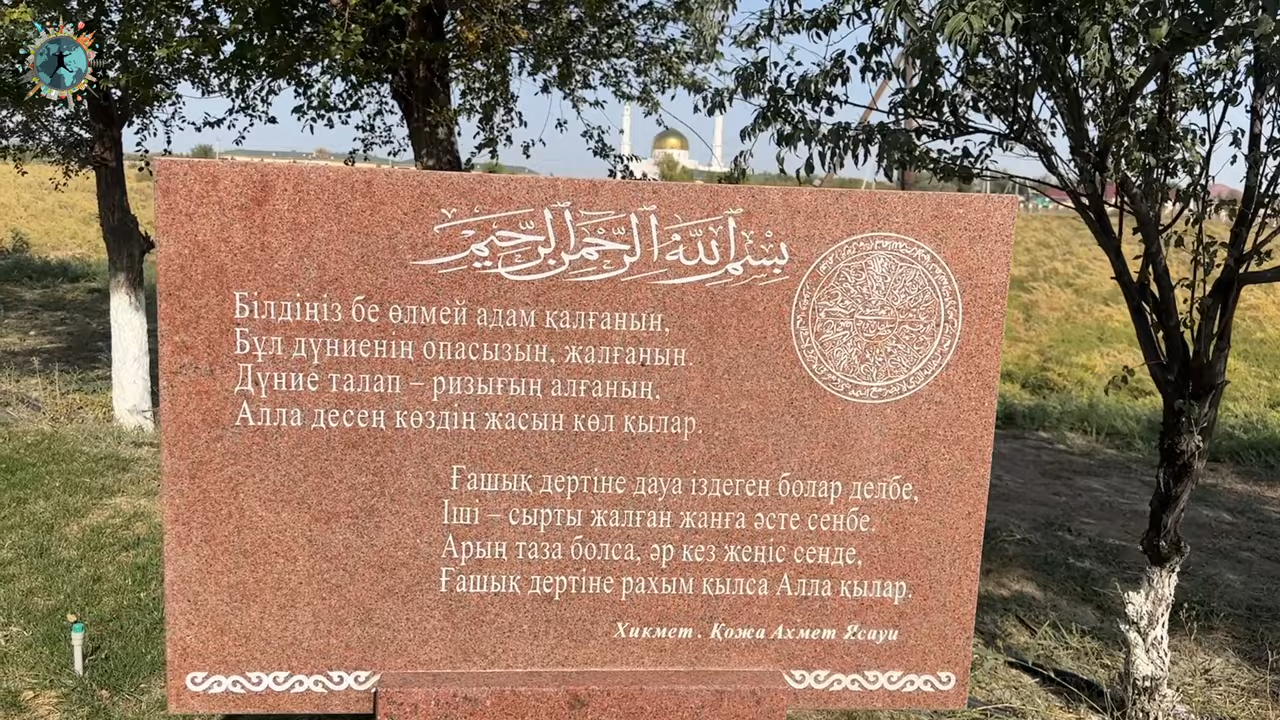 بسم الله الرحمن الرحيم
Білдіңіз бе өлмей адам қалғанын,
Бұл дүниенің опасызын, жалғанын.
Дүние талап – ризығың алғанын,
Алла десең көздің жасын көл қылар.
Ғашық дертіне дауа іздеген болар делбе,
Іші – сырты жалған жанға әсте сенбе.
Арың таза болса, әр кез жеңіс сенде,
Ғашық дертіне рахым қылса Алла қылар.
Хикмет . Қожа Ахмет Ясауи